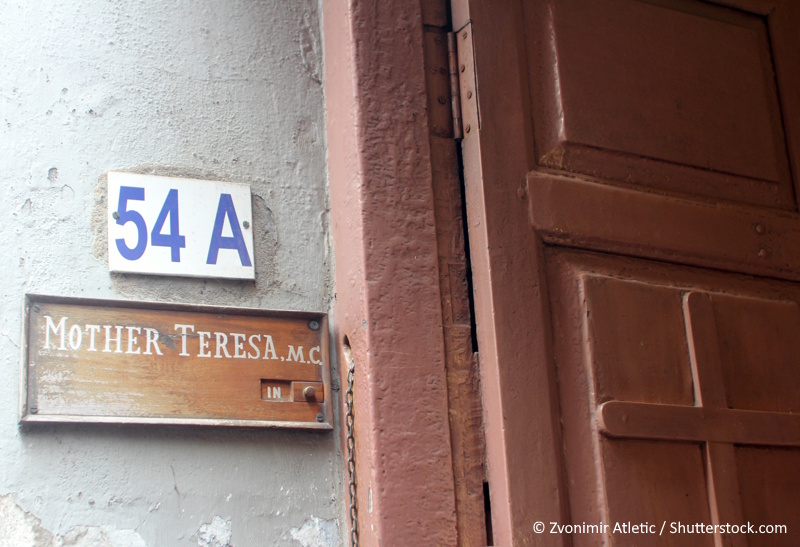 54 A
MOTHER TERESA, M.C.
IN
© Zvonimir Atletic / Shutterstock.com